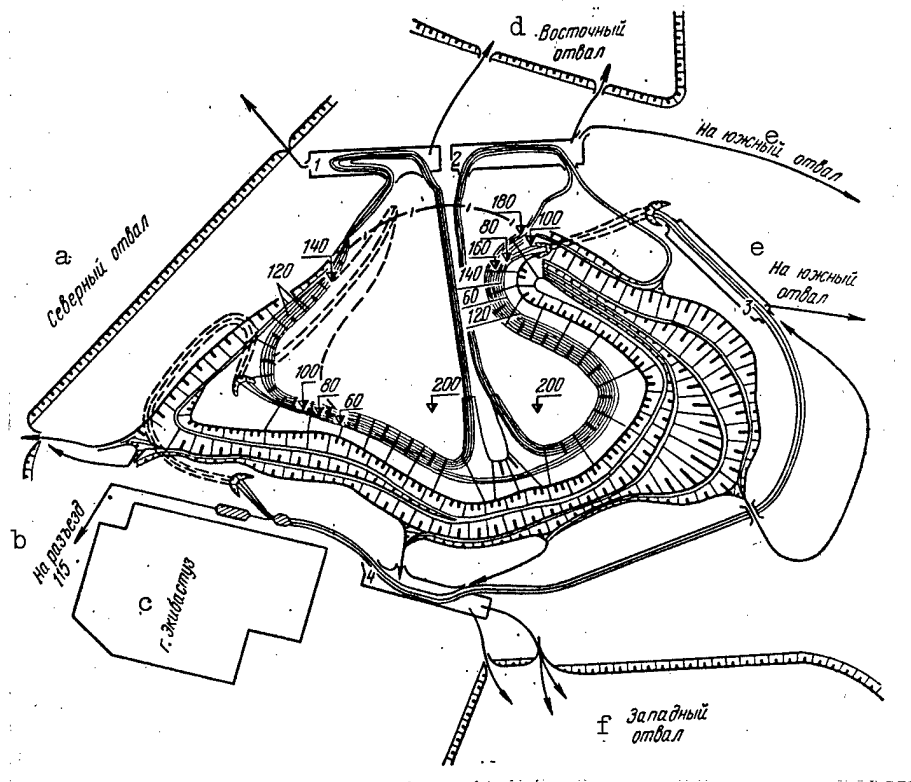 d Восточный
отвал
e
На южный отвал
1
2
180
80
100
160
140
140
60
120
120
a
Северный отвал
e
На южный
отвал
3
100
80
60
200
200
b
На разъезд
115
c
г. Экибастуз
4
f Западный
отвал